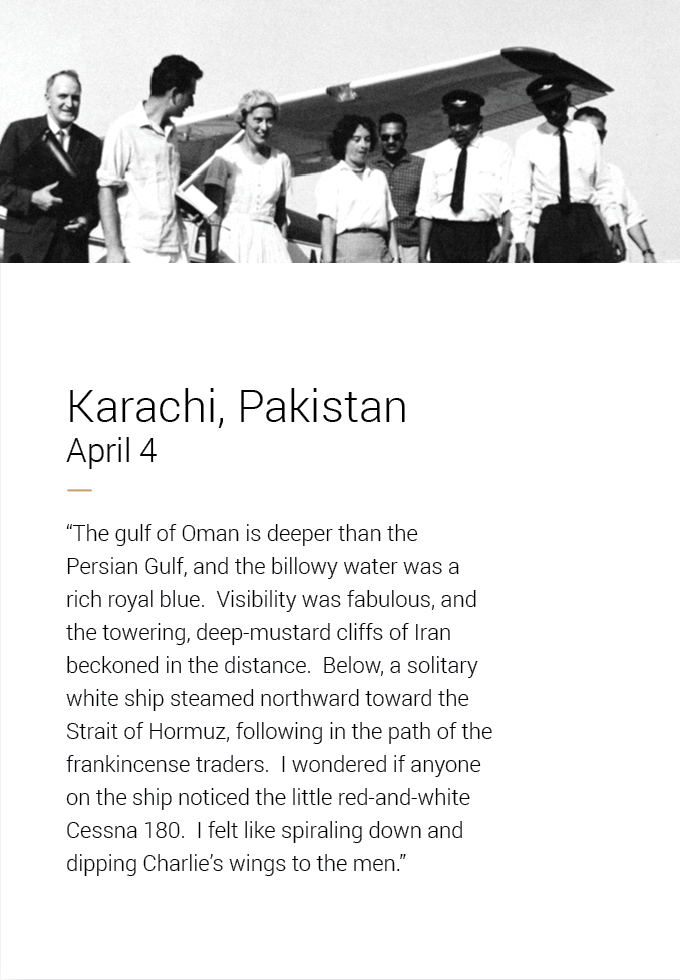 Karachi, Pakistan
April 4
“The gulf of Oman is deeper than the
Persian Gulf, and the billowy water was a
rich royal blue.  Visibility was fabulous, and
the towering, deep-mustard cliffs of Iran
beckoned in the distance.  Below, a solitary
white ship steamed northward toward the
Strait of Hormuz, following in the path of the
frankincense traders.  I wondered if anyone
on the ship noticed the little red-and-white
Cessna 180.  I felt like spiraling down and
dipping Charlie’s wings to the men.”